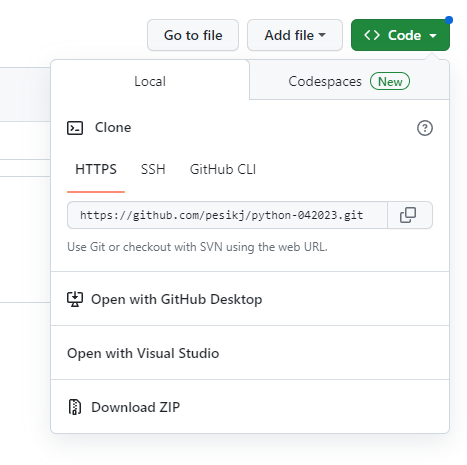 Go to file
Add file
Code
Local
Codespaces New
Clone
HTTPS SSH GitHub CLI
https://github.com/pesikj/python-042023.git
Use Git or checkout with SVN using the web URL.
Open with GitHub Desktop
Open with Visual Studio
Download ZIP